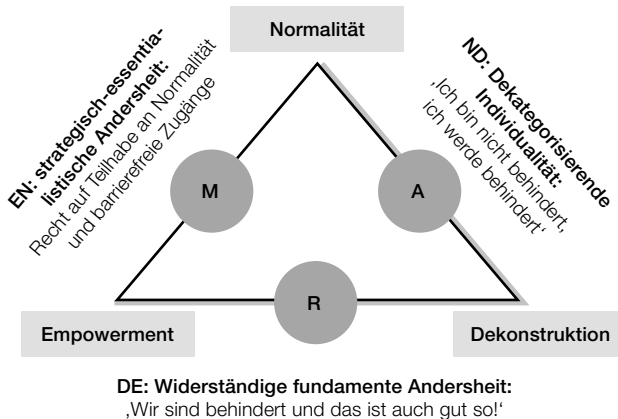 Normalität
EN: strategisch-essentia-
listische Andersheit:
Recht auf Teilhabe an Normalität
und barrierefreie Zugänge
ND: Dekategorisierende
Individualität:
‚Ich bin nicht behindert,
ich werde behindert‘
M
A
R
Empowerment
Dekonstruktion
DE: Widerständige fundamente Andersheit:
‚Wir sind behindert und das ist auch gut so!‘